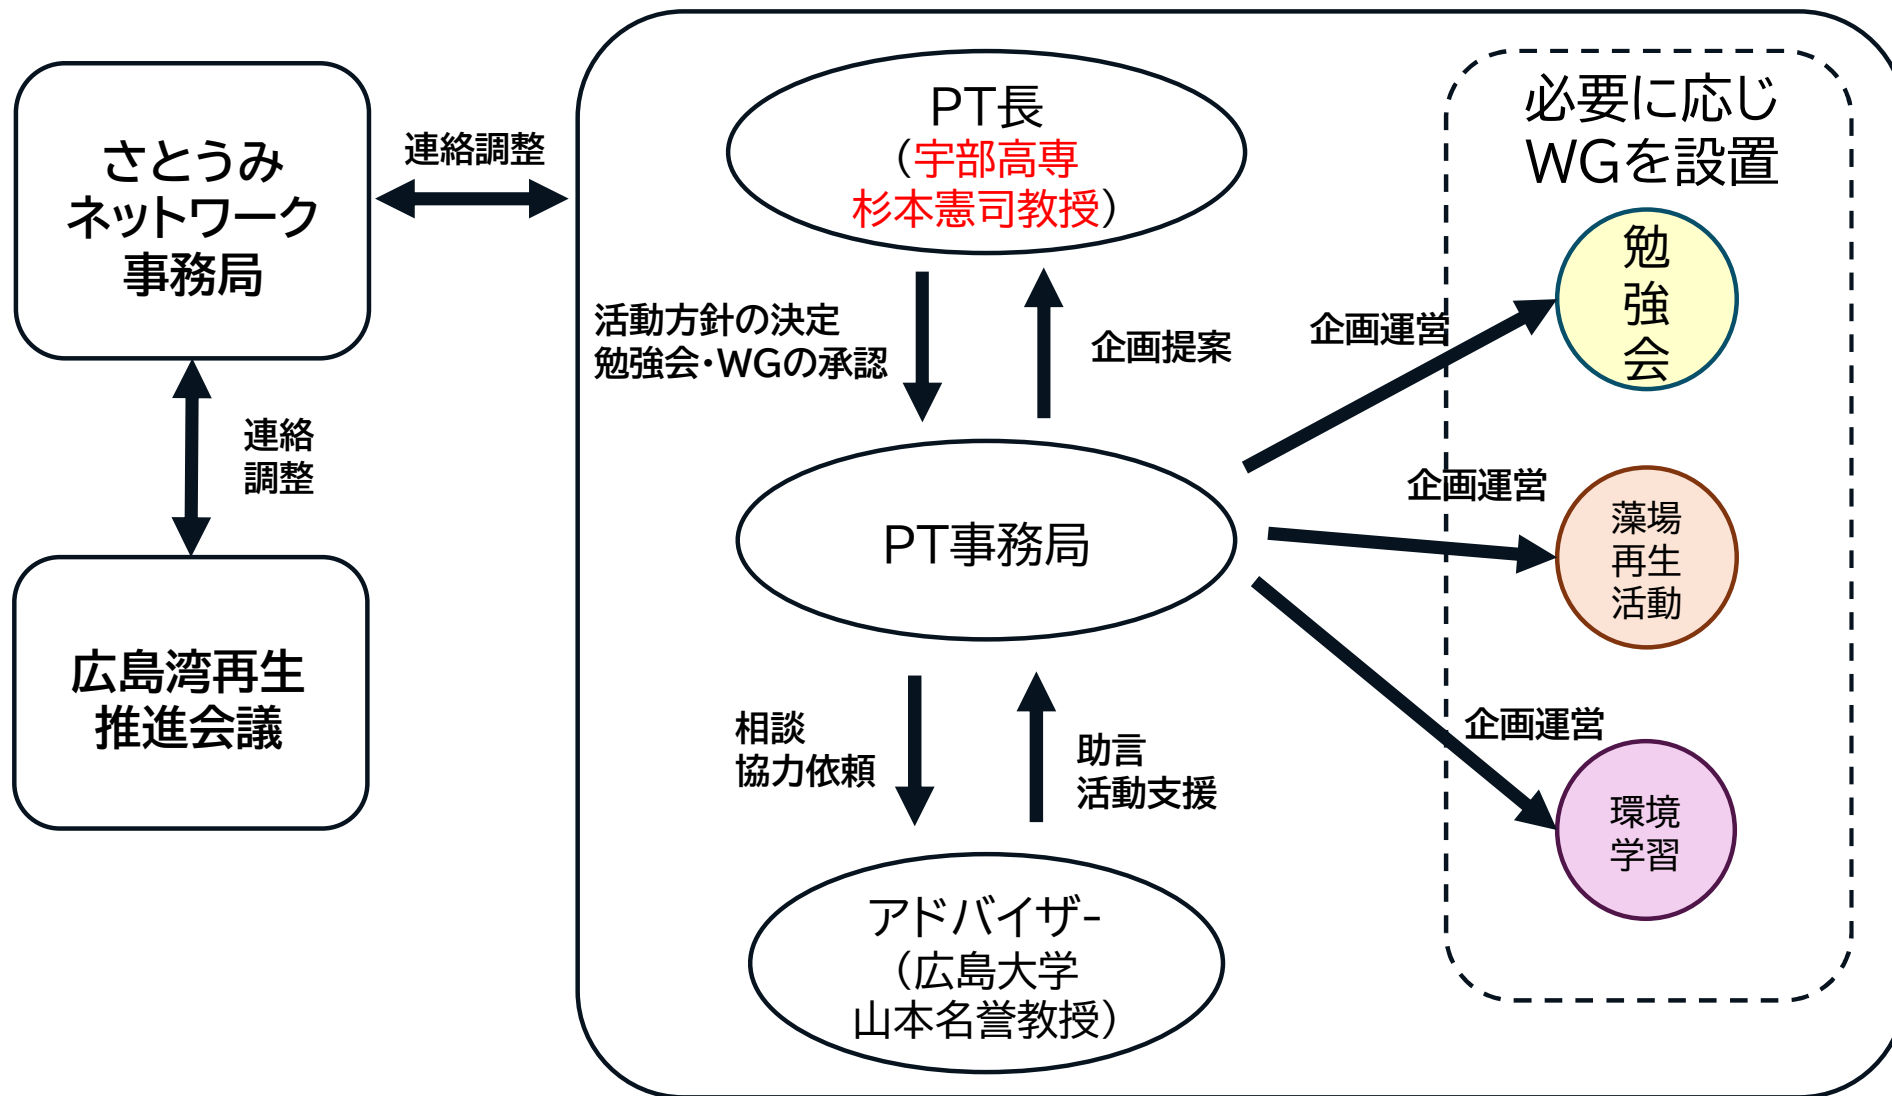 さとうみ
ネットワーク
事務局
連絡調整
連絡
調整
広島湾再生
推進会議
PT長
（宇部高専
杉本憲司教授）
活動方針の決定
勉強会・WGの承認
企画提案
PT事務局
相談
協力依頼
助言
活動支援
アドバイザｰ
（広島大学
山本名誉教授）
必要に応じ
WGを設置
企画運営
勉
強
会
企画運営
藻場
再生
活動
企画運営
環境
学習